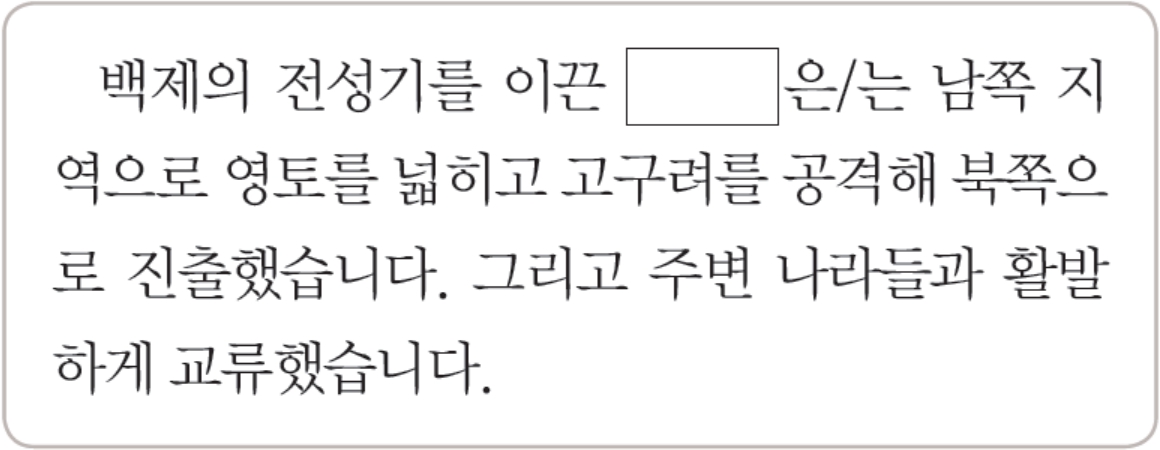 백제의 전성기를 이끈 은/는 남쪽 지
역으로 영토를 넓히고 고구려를 공격해 북쪽으
로 진출했습니다. 그리고 주변 나라들과 활발
하게 교류했습니다.